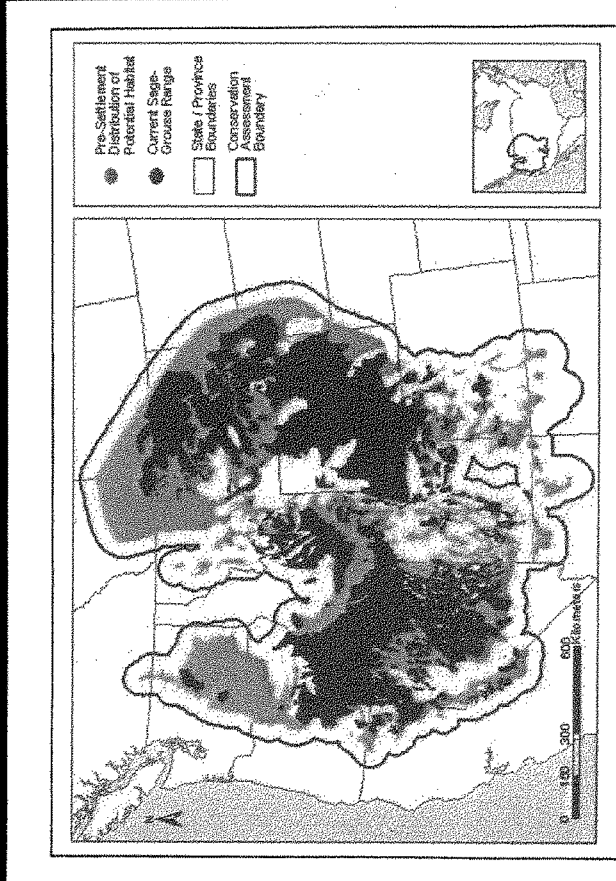 Pre-Settlement
Distribution of
Potential Habitat
Current Sage-
Grouse Range
State / Province
Boundaries
Conservation
Assessment
Boundary
0 150 300 600
Kilometers